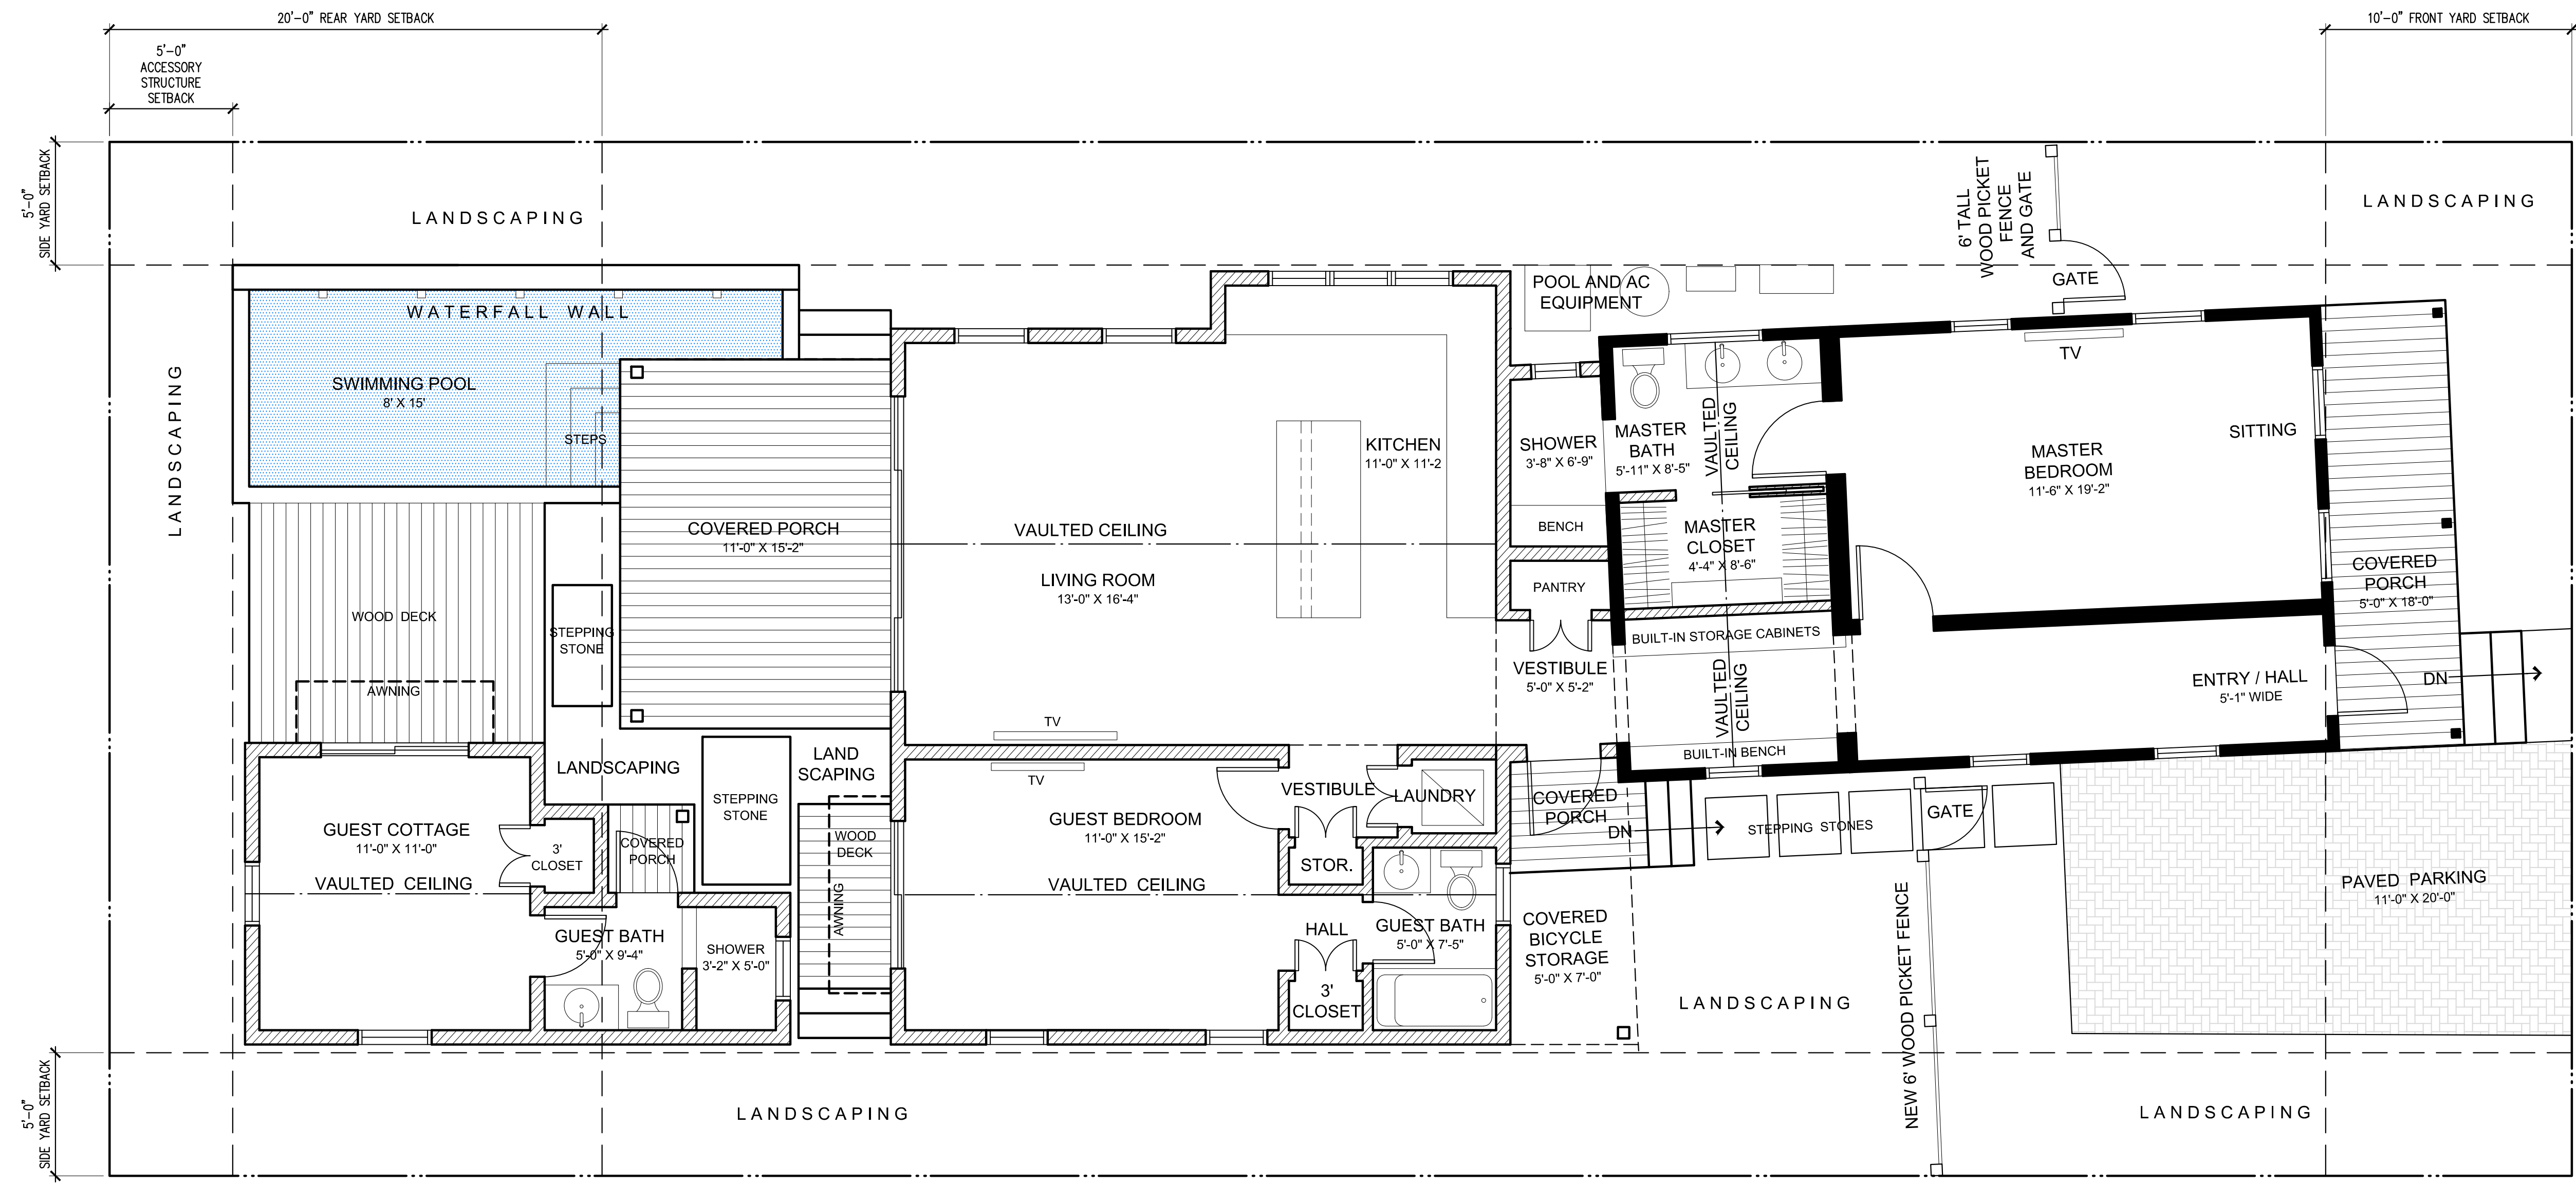 20'-0" REAR YARD SETBACK
10'-0" FRONT YARD SETBACK
5'-0"
ACCESSORY
STRUCTURE
SETBACK
5'-0"
SIDE YARD SETBACK
LANDSCAPING
6' TALL
WOOD PICKET
FENCE
AND GATE
LANDSCAPING
GATE
POOL AND AC
EQUIPMENT
WATERFALL WALL
SWIMMING POOL
8' X 15'
STEPS
LANDSCAPING
TV
SITTING
MASTER
BEDROOM
11'-6" X 19'-2"
MASTER
BATH
5'-11" X 8'-5"
VAULTED
CEILING
SHOWER
3'-8" X 6'-9"
BENCH
KITCHEN
11'-0" X 11'-2
COVERED PORCH
11'-0" X 15'-2"
VAULTED CEILING
LIVING ROOM
13'-0" X 16'-4"
MASTER
CLOSET
4'-4" X 8'-6"
COVERED
PORCH
5'-0" X 18'-0"
PANTRY
WOOD DECK
STEPPING
STONE
AWNING
BUILT-IN STORAGE CABINETS
VESTIBULE
5'-0" X 5'-2"
VAULTED
CEILING
ENTRY / HALL
5'-1" WIDE
DN
TV
BUILT-IN BENCH
LANDSCAPING
LAND
SCAPING
TV
STEPPING
STONE
VESTIBULE
LAUNDRY
COVERED
PORCH
DN
STEPPING STONES
GATE
GUEST COTTAGE
11'-0" X 11'-0"
VAULTED CEILING
3'
CLOSET
COVERED
PORCH
WOOD
DECK
AWNING
GUEST BEDROOM
11'-0" X 15'-2"
VAULTED CEILING
STOR.
PAVED PARKING
11'-0" X 20'-0"
GUEST BATH
5'-0" X 9'-4"
SHOWER
3'-2" X 5'-0"
HALL
GUEST BATH
5'-0" X 7'-5"
COVERED
BICYCLE
STORAGE
5'-0" X 7'-0"
3'
CLOSET
LANDSCAPING
NEW 6' WOOD PICKET FENCE
5'-0"
SIDE YARD SETBACK
LANDSCAPING
LANDSCAPING